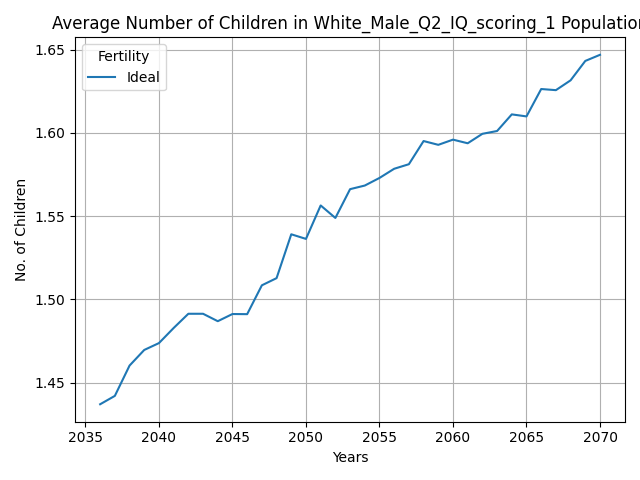 Average Number of Children in White_Male_Q2_IQ_scoring_1 Population
Fertility
Ideal
No. of Children
1.65
1.60
1.55
1.50
1.45
2035 2040 2045 2050 2055 2060 2065 2070
Years